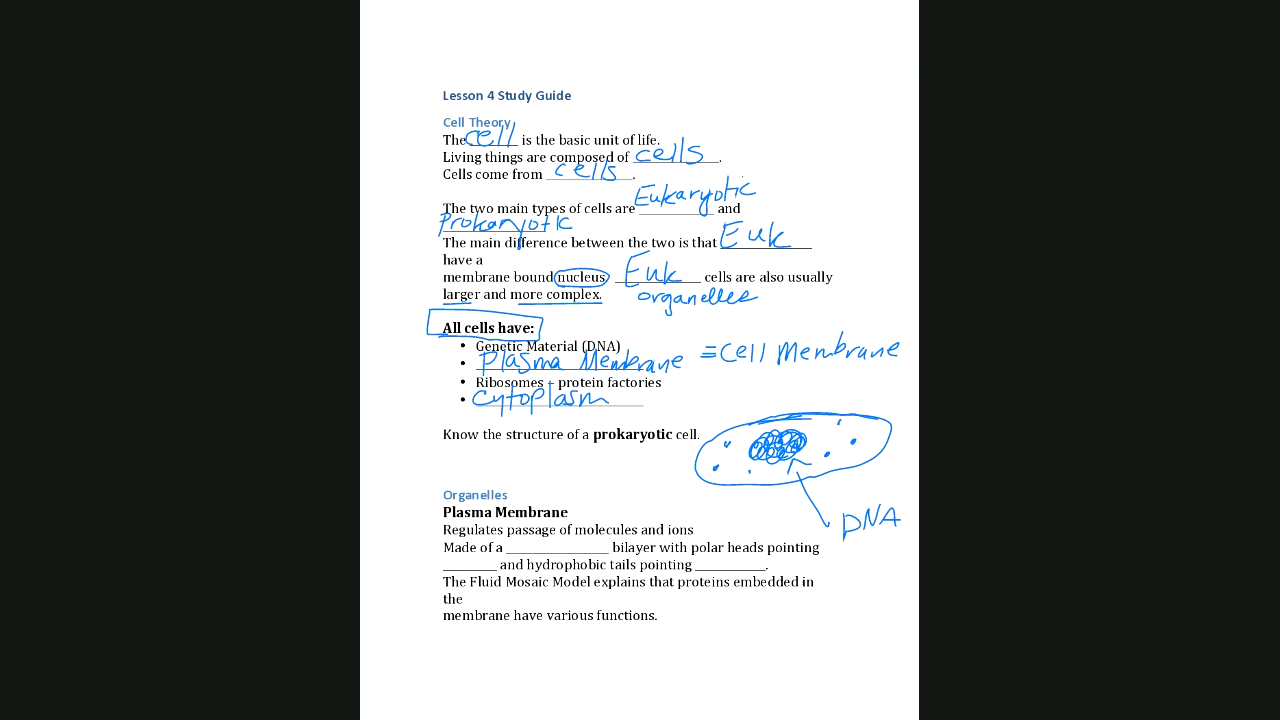 Lesson 4 Study Guide
Cell Theory
The cell is the basic unit of life.
Living things are composed of cells.
Cells come from cells.
The two main types of cells are Eukaryotic and
Prokaryotic
The main difference between the two is that Euk
have a
membrane bound nucleus. Euk cells are also usually
larger and more complex. organelles
All cells have:
• Genetic Material (DNA)
• Plasma Membrane = Cell Membrane
• Ribosomes – protein factories
• Cytoplasm
Know the structure of a prokaryotic cell.
DNA
Organelles
Plasma Membrane
Regulates passage of molecules and ions
Made of a ________________ bilayer with polar heads pointing
________ and hydrophobic tails pointing ___________.
The Fluid Mosaic Model explains that proteins embedded in
the
membrane have various functions.